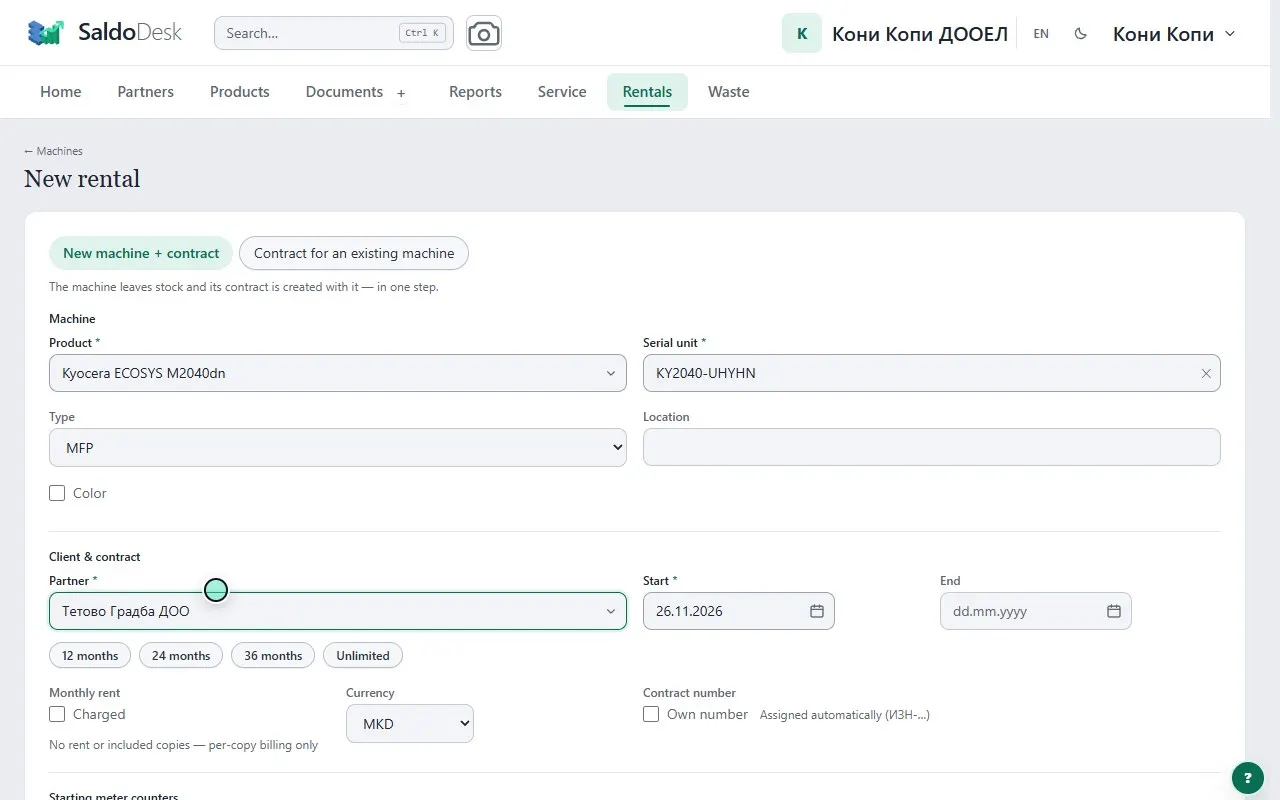 SaldoDesk
Search... Ctrl K
K Кони Копи ДООЕЛ EN Кони Копи
Home Partners Products Documents + Reports Service Rentals Waste
← Machines
New rental
New machine + contract Contract for an existing machine
The machine leaves stock and its contract is created with it — in one step.
Machine
Product * Serial unit *
Kyocera ECOSYS M2040dn KY2040-UHYHN
Type Location
MFP
Color
Client & contract
Partner * Start * End
Тетово Градба ДОО 26.11.2026 dd.mm.yyyy
12 months 24 months 36 months Unlimited
Monthly rent Currency Contract number
Charged MKD Own number Assigned automatically (ИЗН-...)
No rent or included copies — per-copy billing only
Starting meter counters
?